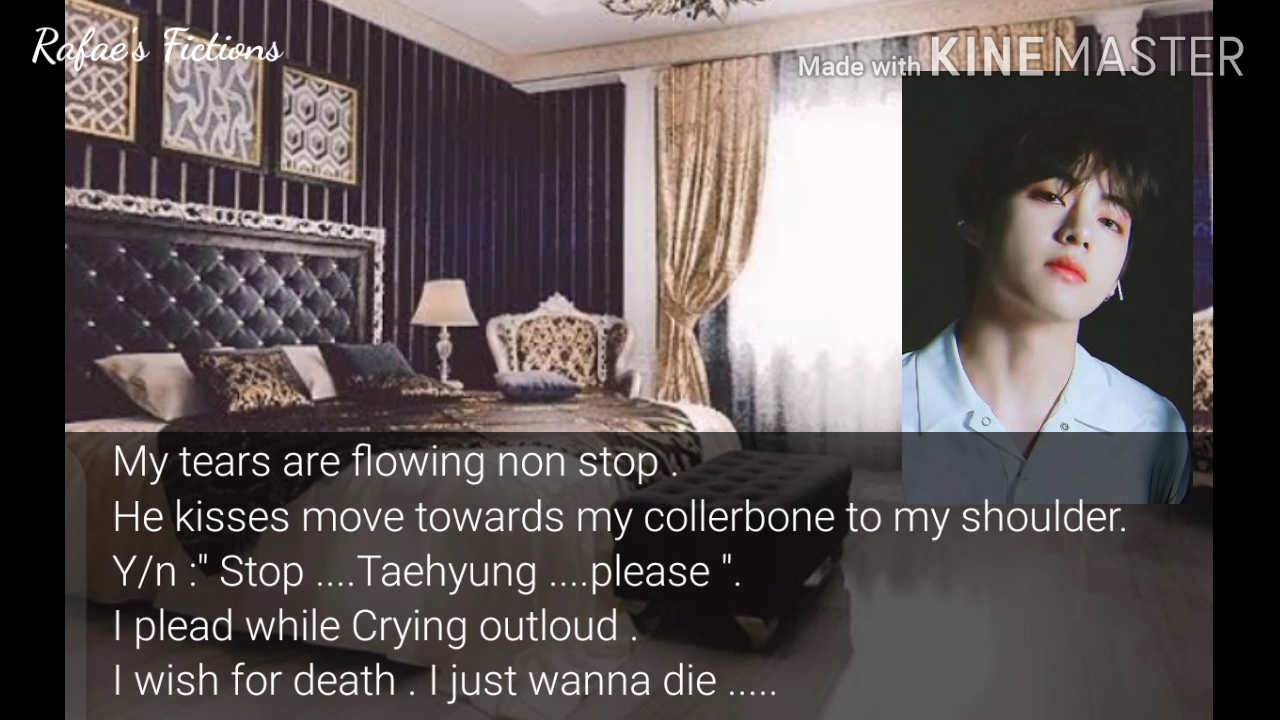 Rafae's Fictions
Made with KINEMASTER
My tears are flowing non stop .
He kisses move towards my collerbone to my shoulder.
Y/n :" Stop ....Taehyung ....please ".
I plead while Crying outloud .
I wish for death . I just wanna die .....